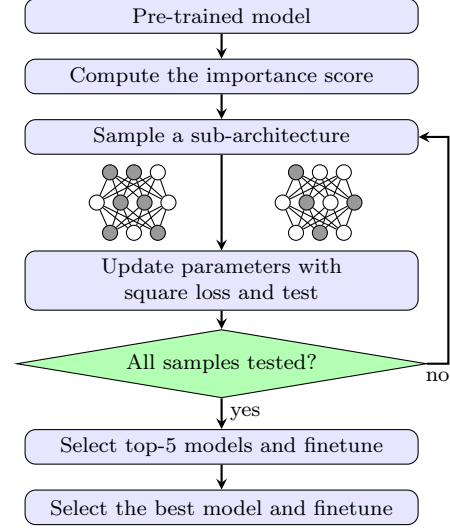 Pre-trained model
Compute the importance score
Sample a sub-architecture
Update parameters with
square loss and test
All samples tested?
no
yes
Select top-5 models and finetune
Select the best model and finetune